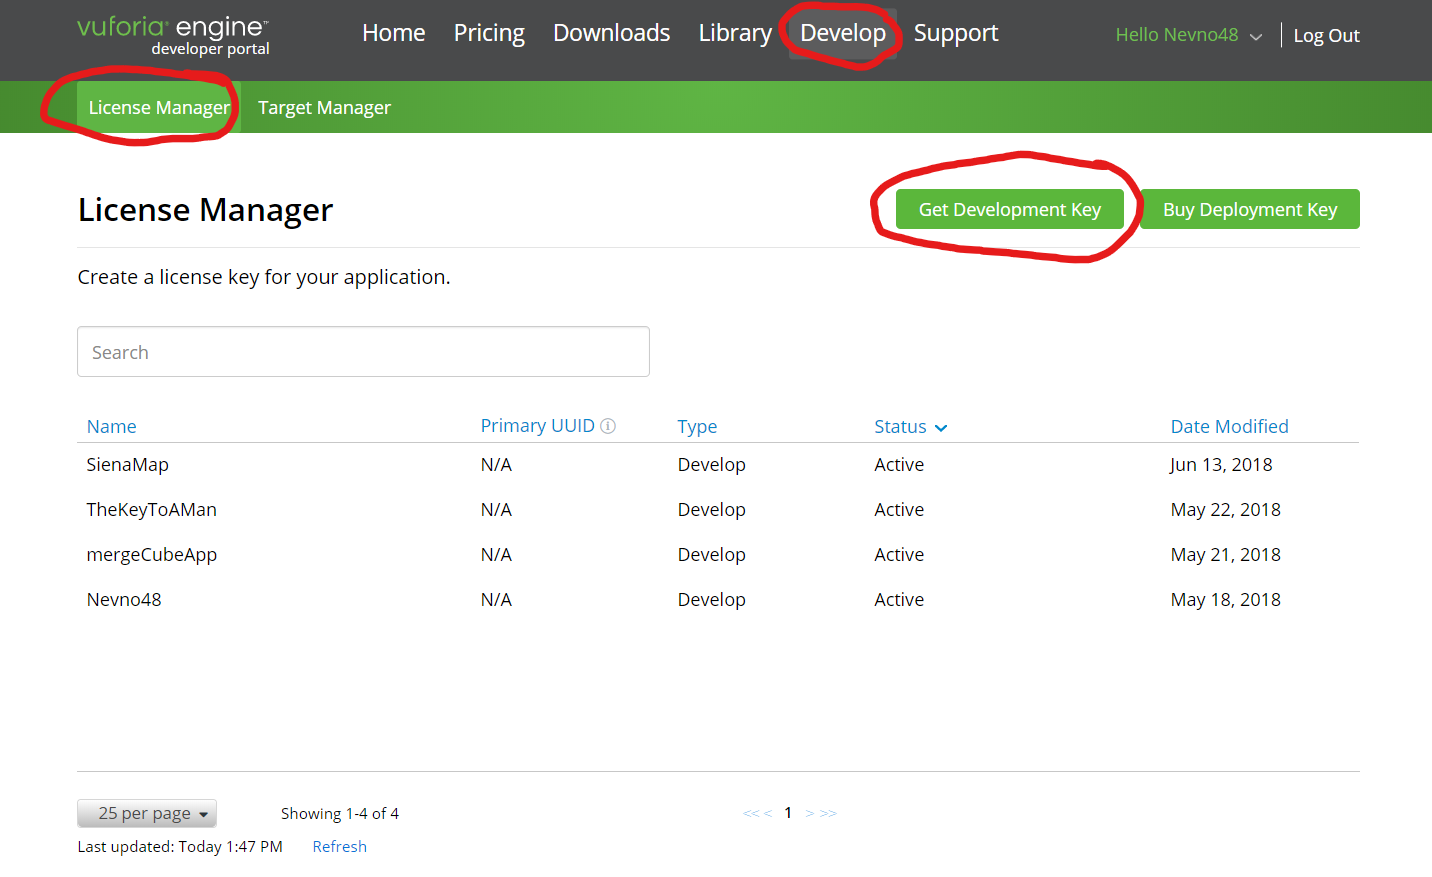 vuforia® engine™
developer portal
Home Pricing Downloads Library Develop Support
Hello Nevno48 Log Out
License Manager Target Manager
License Manager
Get Development Key Buy Deployment Key
Create a license key for your application.
Search
Name Primary UUID Type Status Date Modified
SienaMap N/A Develop Active Jun 13, 2018
TheKeyToAMan N/A Develop Active May 22, 2018
mergeCubeApp N/A Develop Active May 21, 2018
Nevno48 N/A Develop Active May 18, 2018
25 per page Showing 1-4 of 4 << < 1 > >>
Last updated: Today 1:47 PM Refresh